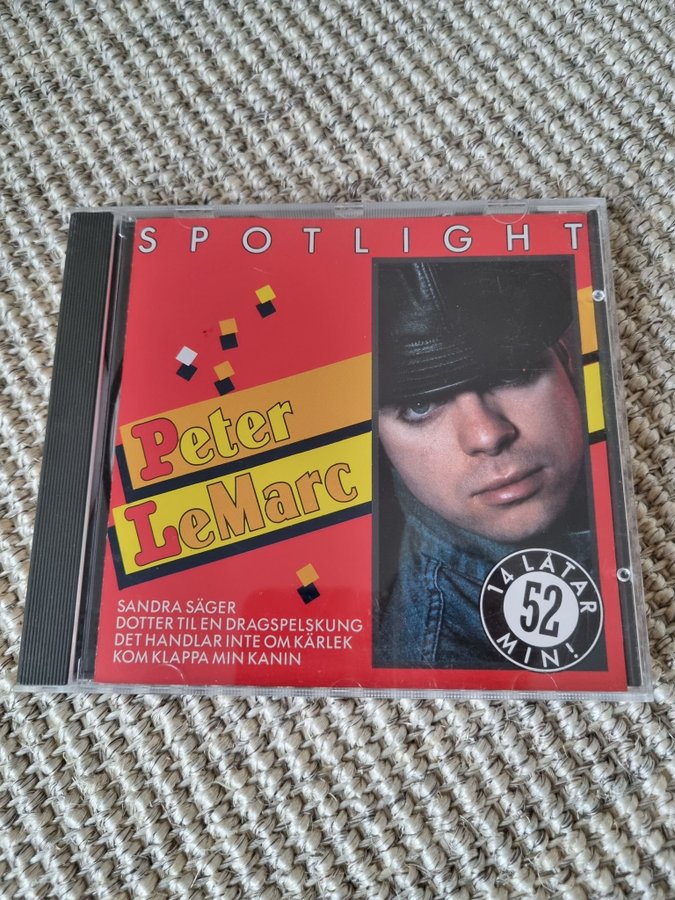 SPOTLIGHT
Peter
LeMarc
SANDRA SÄGER
DOTTER TIL EN DRAGSPELSKUNG
DET HANDLAR INTE OM KÄRLEK
KOM KLAPPA MIN KANIN
14 LÅTAR
52
MIN!